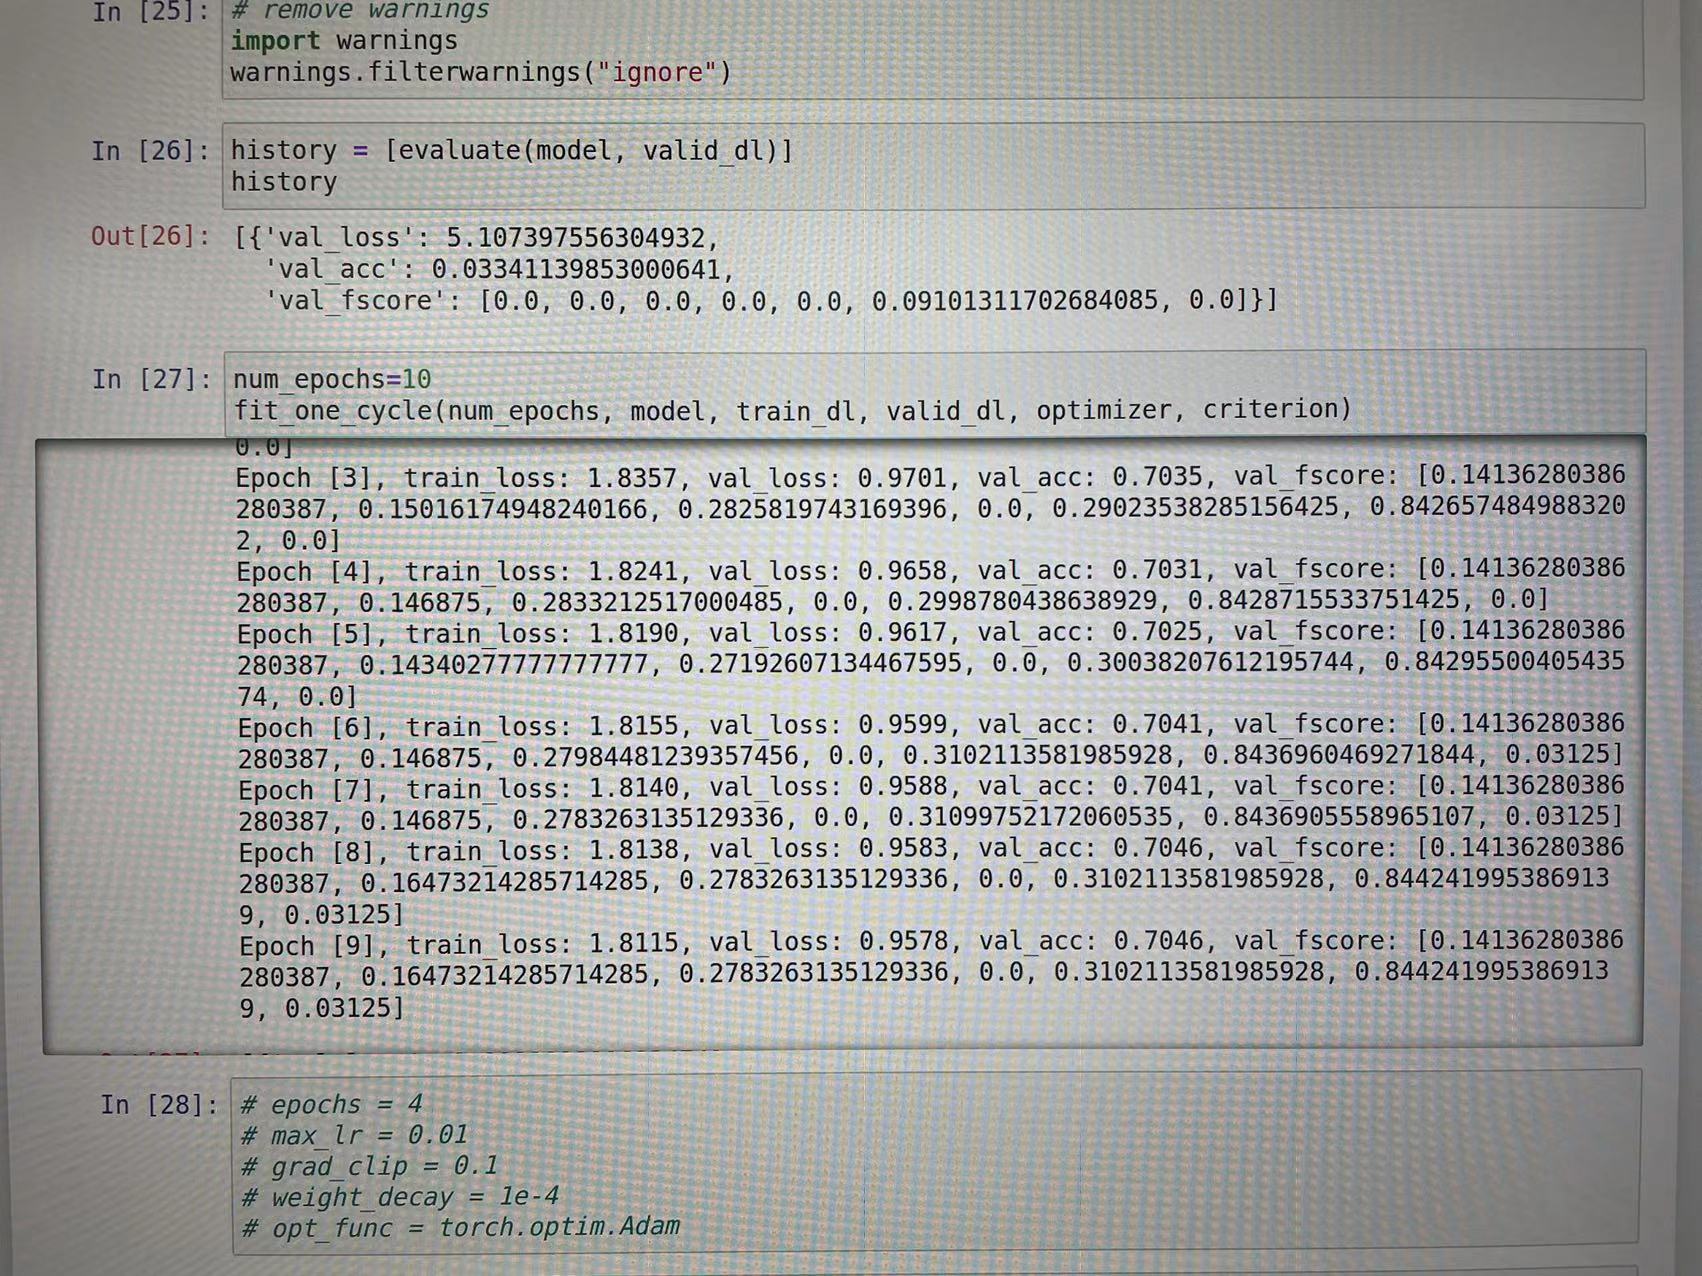 In [25]: # remove warnings
import warnings
warnings.filterwarnings("ignore")
In [26]: history = [evaluate(model, valid_dl)]
history
Out[26]: [{'val_loss': 5.107397556304932,
'val_acc': 0.03341139853000641,
'val_fscore': [0.0, 0.0, 0.0, 0.0, 0.0, 0.09101311702684085, 0.0]}]
In [27]: num_epochs=10
fit_one_cycle(num_epochs, model, train_dl, valid_dl, optimizer, criterion)
0.0]
Epoch [3], train_loss: 1.8357, val_loss: 0.9701, val_acc: 0.7035, val_fscore: [0.14136280386
280387, 0.15016174948240166, 0.2825819743169396, 0.0, 0.29023538285156425, 0.842657484988320
2, 0.0]
Epoch [4], train_loss: 1.8241, val_loss: 0.9658, val_acc: 0.7031, val_fscore: [0.14136280386
280387, 0.146875, 0.2833212517000485, 0.0, 0.2998780438638929, 0.8428715533751425, 0.0]
Epoch [5], train_loss: 1.8190, val_loss: 0.9617, val_acc: 0.7025, val_fscore: [0.14136280386
280387, 0.14340277777777777, 0.27192607134467595, 0.0, 0.30038207612195744, 0.84295500405435
74, 0.0]
Epoch [6], train_loss: 1.8155, val_loss: 0.9599, val_acc: 0.7041, val_fscore: [0.14136280386
280387, 0.146875, 0.27984481239357456, 0.0, 0.3102113581985928, 0.8436960469271844, 0.03125]
Epoch [7], train_loss: 1.8140, val_loss: 0.9588, val_acc: 0.7041, val_fscore: [0.14136280386
280387, 0.146875, 0.2783263135129336, 0.0, 0.31099752172060535, 0.8436905558965107, 0.03125]
Epoch [8], train_loss: 1.8138, val_loss: 0.9583, val_acc: 0.7046, val_fscore: [0.14136280386
280387, 0.16473214285714285, 0.2783263135129336, 0.0, 0.3102113581985928, 0.844241995386913
9, 0.03125]
Epoch [9], train_loss: 1.8115, val_loss: 0.9578, val_acc: 0.7046, val_fscore: [0.14136280386
280387, 0.16473214285714285, 0.2783263135129336, 0.0, 0.3102113581985928, 0.844241995386913
9, 0.03125]
In [28]: # epochs = 4
# max_lr = 0.01
# grad_clip = 0.1
# weight_decay = 1e-4
# opt_func = torch.optim.Adam